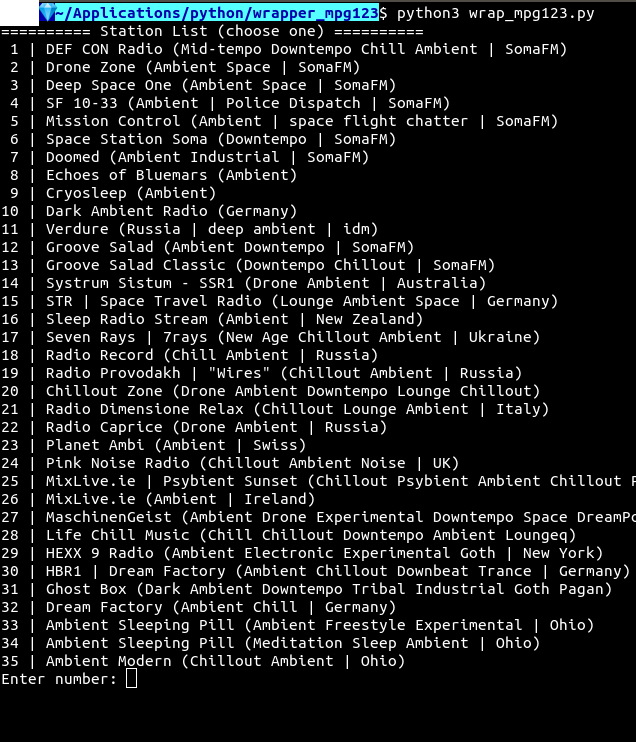 ~/Applications/python/wrapper_mpg123$ python3 wrap_mpg123.py
========== Station List (choose one) ==========
1 | DEF CON Radio (Mid-tempo Downtempo Chill Ambient | SomaFM)
2 | Drone Zone (Ambient Space | SomaFM)
3 | Deep Space One (Ambient Space | SomaFM)
4 | SF 10-33 (Ambient | Police Dispatch | SomaFM)
5 | Mission Control (Ambient | space flight chatter | SomaFM)
6 | Space Station Soma (Downtempo | SomaFM)
7 | Doomed (Ambient Industrial | SomaFM)
8 | Echoes of Bluemars (Ambient)
9 | Cryosleep (Ambient)
10 | Dark Ambient Radio (Germany)
11 | Verdure (Russia | deep ambient | idm)
12 | Groove Salad (Ambient Downtempo | SomaFM)
13 | Groove Salad Classic (Downtempo Chillout | SomaFM)
14 | Systrum Sistum - SSR1 (Drone Ambient | Australia)
15 | STR | Space Travel Radio (Lounge Ambient Space | Germany)
16 | Sleep Radio Stream (Ambient | New Zealand)
17 | Seven Rays | 7rays (New Age Chillout Ambient | Ukraine)
18 | Radio Record (Chill Ambient | Russia)
19 | Radio Provodakh | "Wires" (Chillout Ambient | Russia)
20 | Chillout Zone (Drone Ambient Downtempo Lounge Chillout)
21 | Radio Dimensione Relax (Chillout Lounge Ambient | Italy)
22 | Radio Caprice (Drone Ambient | Russia)
23 | Planet Ambi (Ambient | Swiss)
24 | Pink Noise Radio (Chillout Ambient Noise | UK)
25 | MixLive.ie | Psybient Sunset (Chillout Psybient Ambient Chillout P
26 | MixLive.ie (Ambient | Ireland)
27 | MaschinenGeist (Ambient Drone Experimental Downtempo Space DreamPo
28 | Life Chill Music (Chill Chillout Downtempo Ambient Loungeq)
29 | HEXX 9 Radio (Ambient Electronic Experimental Goth | New York)
30 | HBR1 | Dream Factory (Ambient Chillout Downbeat Trance | Germany)
31 | Ghost Box (Dark Ambient Downtempo Tribal Industrial Goth Pagan)
32 | Dream Factory (Ambient Chill | Germany)
33 | Ambient Sleeping Pill (Ambient Freestyle Experimental | Ohio)
34 | Ambient Sleeping Pill (Meditation Sleep Ambient | Ohio)
35 | Ambient Modern (Chillout Ambient | Ohio)
Enter number: